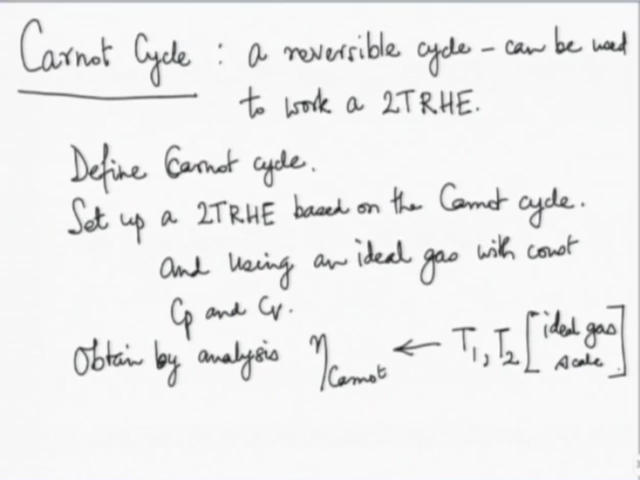 Carnot Cycle : a reversible cycle – can be used
to work a 2TRHE.
Define Carnot cycle.
Set up a 2TRHE based on the Carnot cycle.
and using an ideal gas with const
Cp and Cv.
Obtain by analysis η Carnot ← T1, T2 [ideal gas
scale]